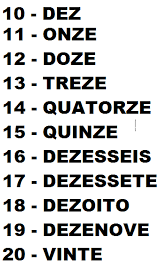 10 - DEZ
11 - ONZE
12 - DOZE
13 - TREZE
14 - QUATORZE
15 - QUINZE
16 - DEZESSEIS
17 - DEZESSETE
18 - DEZOITO
19 - DEZENOVE
20 - VINTE